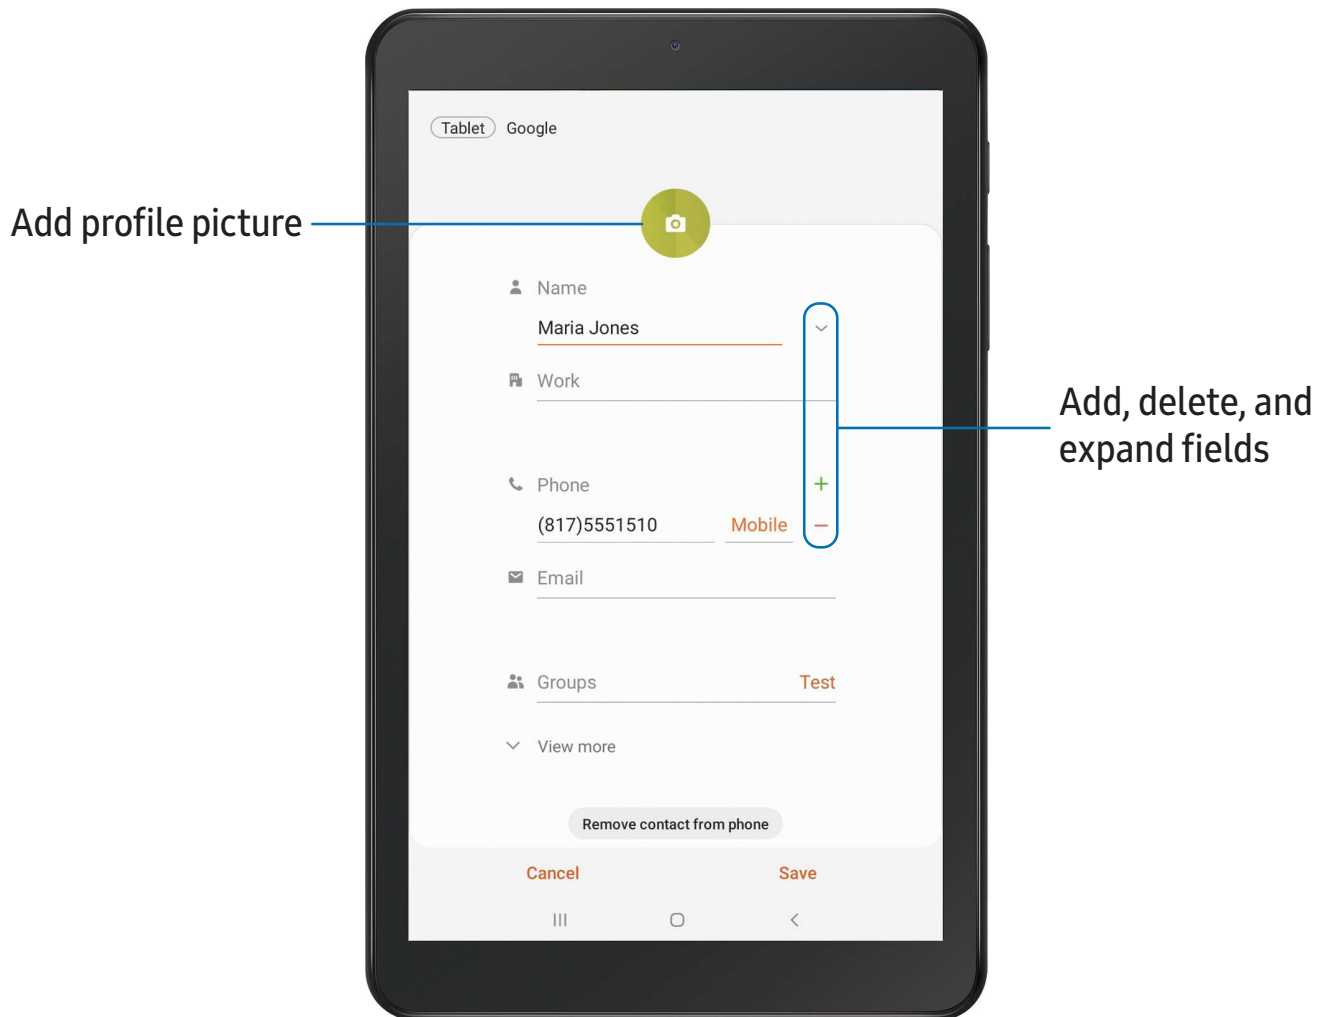 Tablet Google
Add profile picture
Name
Maria Jones
Work
Add, delete, and
expand fields
Phone +
(817)5551510 Mobile −
Email
Groups Test
View more
Remove contact from phone
Cancel Save